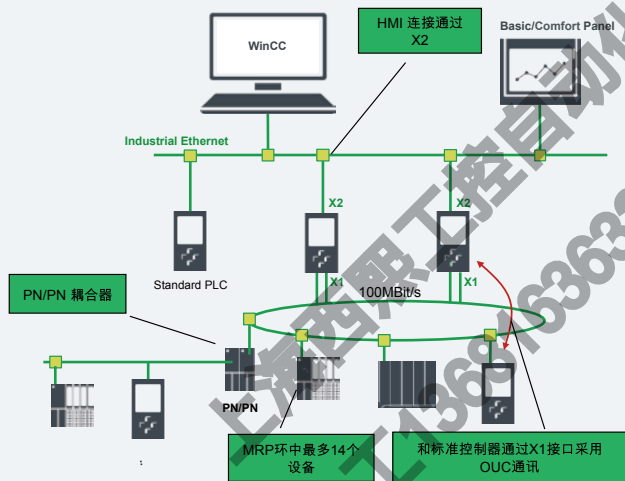 HMI 连接通过
X2
Basic/Comfort Panel
WinCC
Industrial Ethernet
X2
X2
Standard PLC
X1
X1
100MBit/s
PN/PN 耦合器
PN/PN
MRP环中最多14个
设备
和标准控制器通过X1接口采用
OUC通讯
: